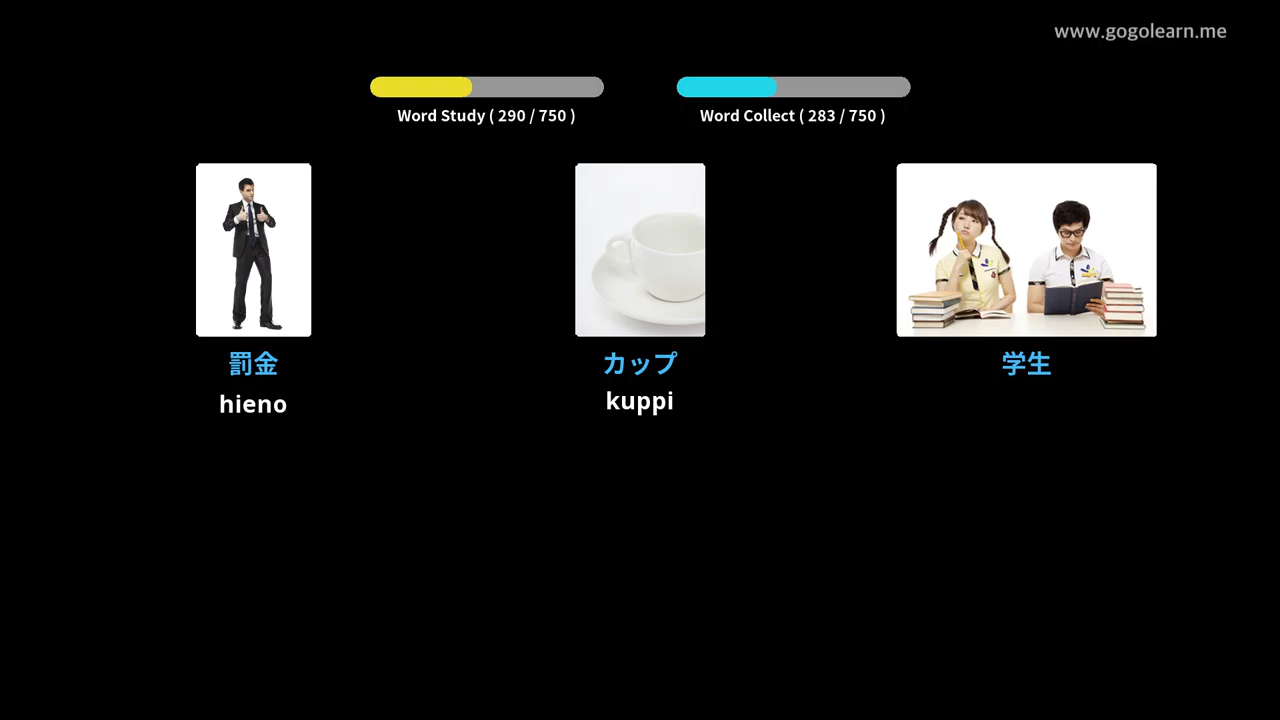 www.gogolearn.me
Word Study ( 290 / 750 )
Word Collect ( 283 / 750 )
罰金
カップ
学生
hieno
kuppi